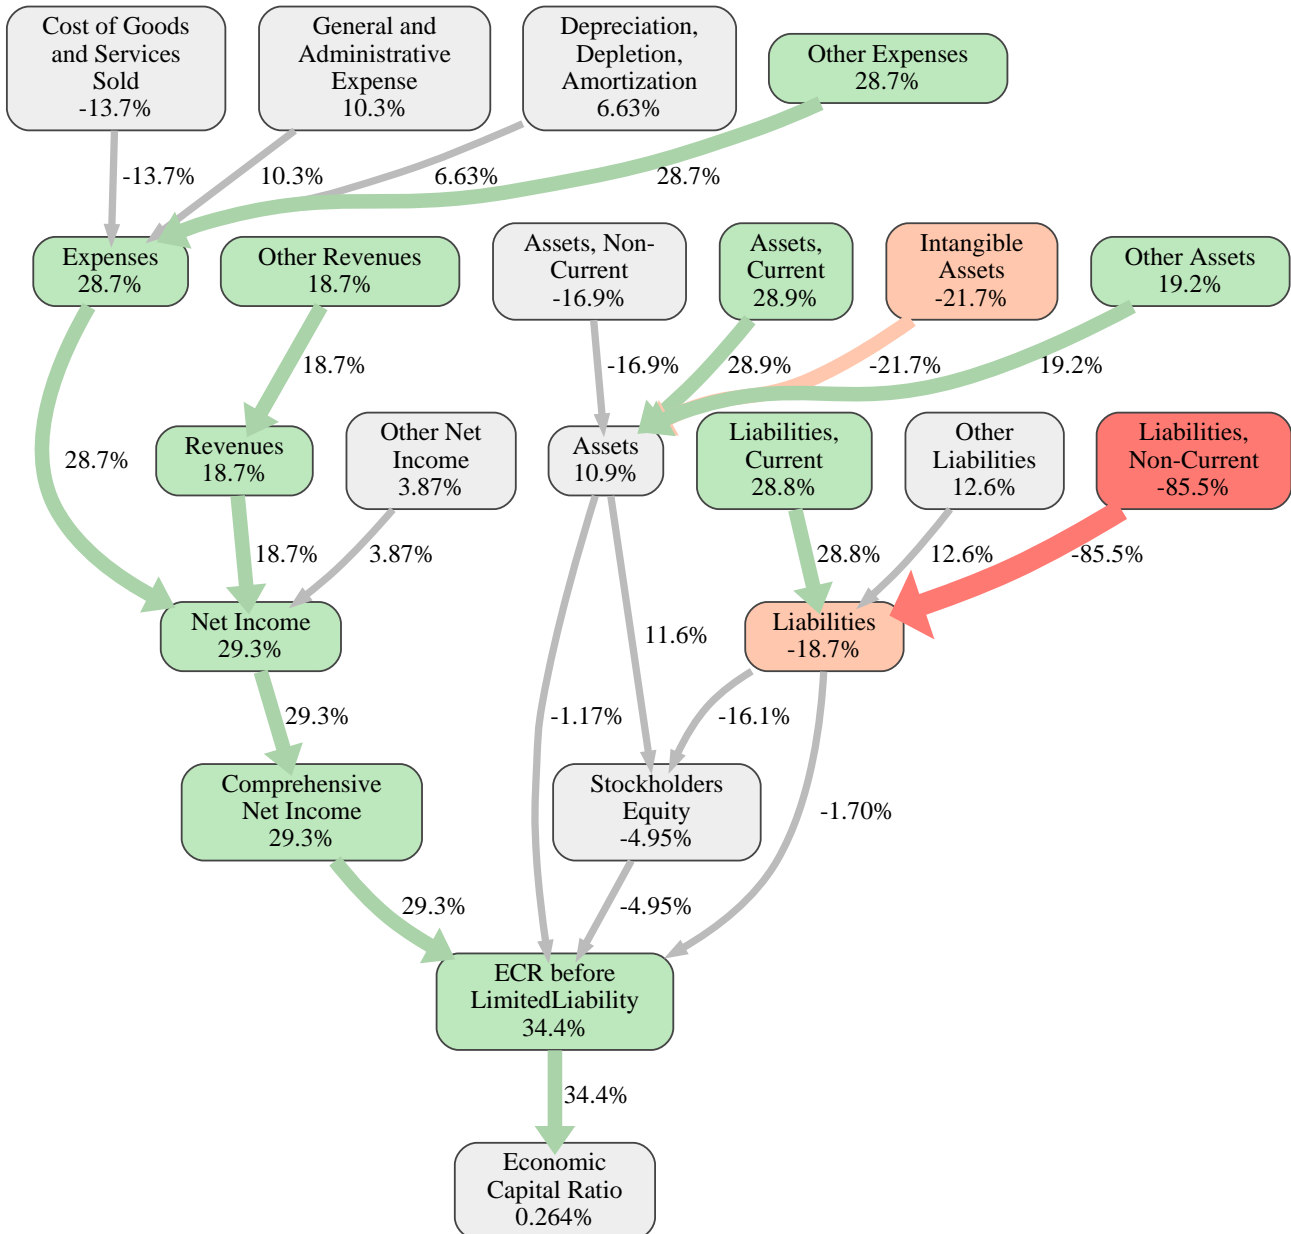 Cost of Goods
and Services
Sold
-13.7%
General and
Administrative
Expense
10.3%
Depreciation,
Depletion,
Amortization
6.63%
Other Expenses
28.7%
-13.7%
10.3%
6.63%
28.7%
Expenses
28.7%
Other Revenues
18.7%
Assets, Non-
Current
-16.9%
Assets,
Current
28.9%
Intangible
Assets
-21.7%
Other Assets
19.2%
18.7%
-16.9%
28.9%
-21.7%
19.2%
28.7%
Revenues
18.7%
Other Net
Income
3.87%
Assets
10.9%
Liabilities,
Current
28.8%
Other
Liabilities
12.6%
Liabilities,
Non-Current
-85.5%
18.7%
3.87%
28.8%
12.6%
-85.5%
Net Income
29.3%
11.6%
Liabilities
-18.7%
29.3%
-1.17%
-16.1%
Comprehensive
Net Income
29.3%
Stockholders
Equity
-4.95%
-1.70%
29.3%
-4.95%
ECR before
LimitedLiability
34.4%
34.4%
Economic
Capital Ratio
0.264%